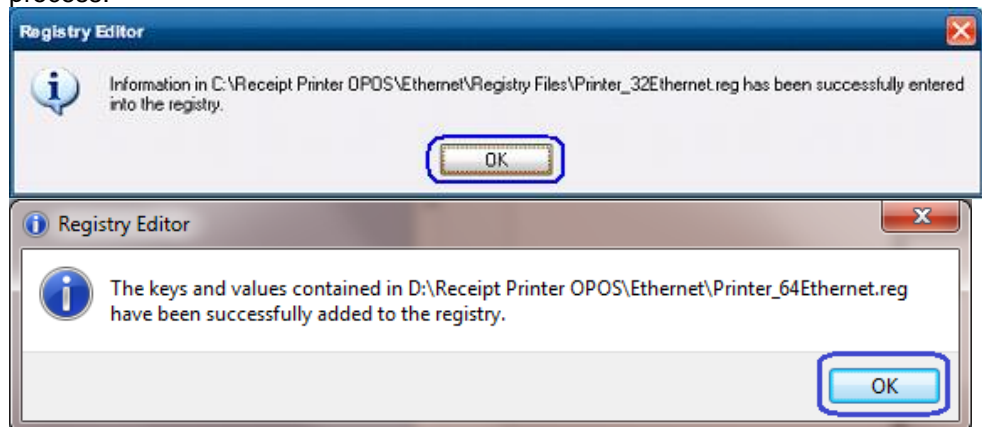 process.
Registry Editor
Information in C:\Receipt Printer OPOS\Ethernet\Registry Files\Printer_32Ethernet.reg has been successfully entered
into the registry.
OK
Registry Editor
The keys and values contained in D:\Receipt Printer OPOS\Ethernet\Printer_64Ethernet.reg
have been successfully added to the registry.
OK